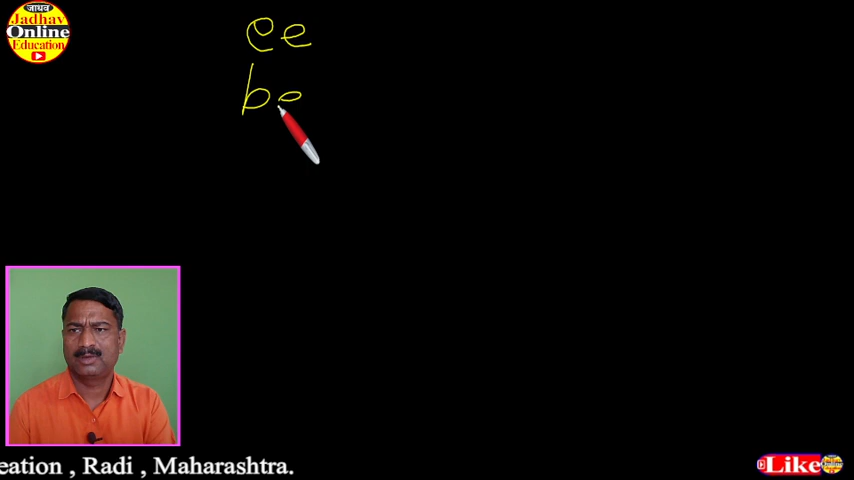 जाधव
Jadhav
Online
Education
ee
be
eation , Radi , Maharashtra.
Like